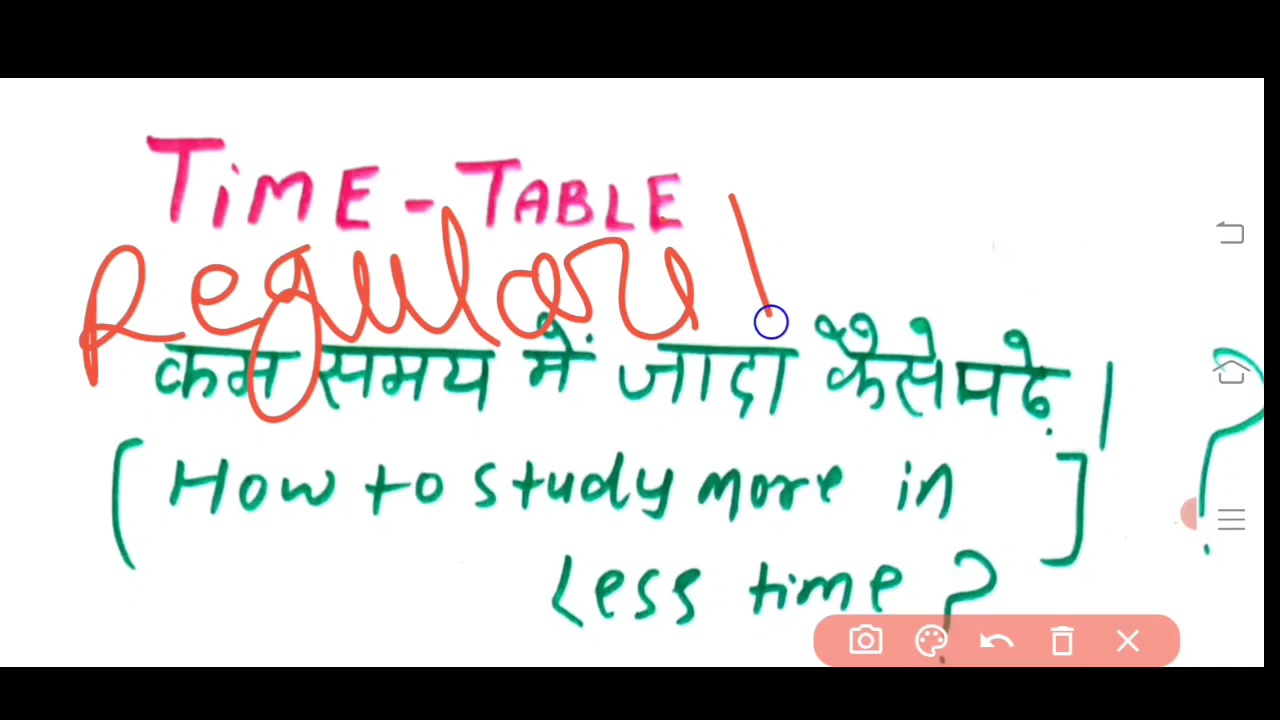 TiME - TABLE
Regular
कम समय में जादा कैसे पढे़।
[How to study more in]
Less time ?
?